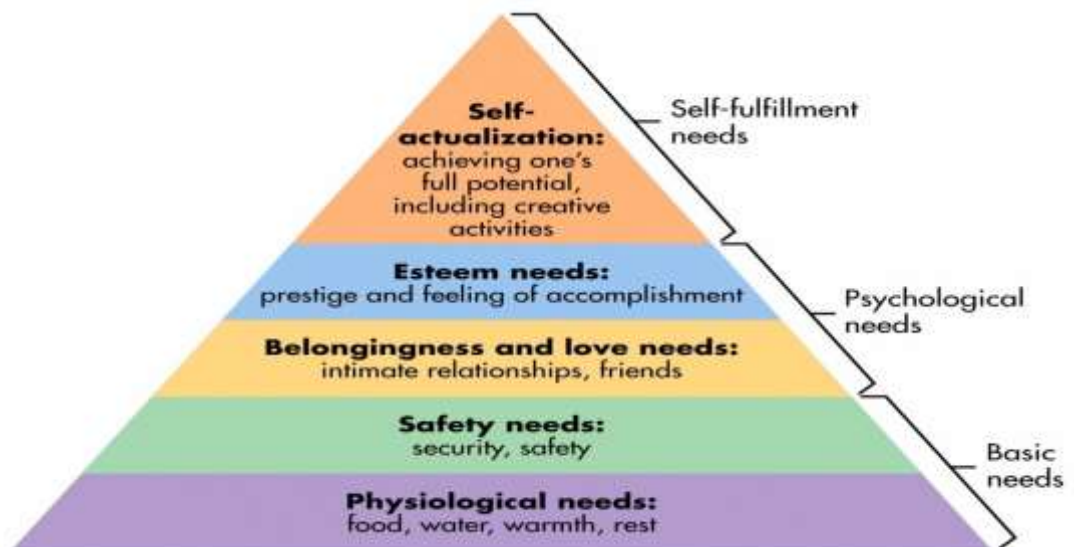 Self-
actualization:
achieving one's
full potential,
including creative
activities
Self-fulfillment
needs
Esteem needs:
prestige and feeling of accomplishment
Psychological
needs
Belongingness and love needs:
intimate relationships, friends
Safety needs:
security, safety
Basic
needs
Physiological needs:
food, water, warmth, rest